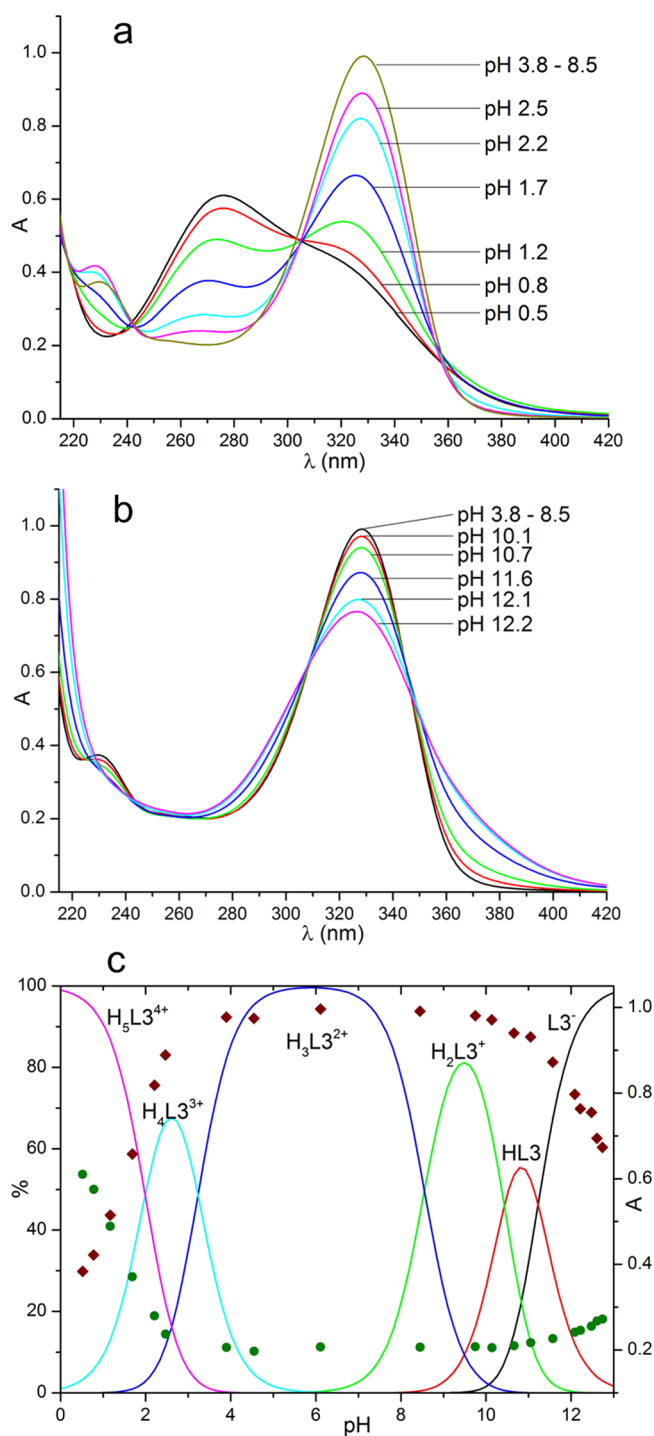 a
1.0
0.8
0.6
0.4
0.2
0.0
A
pH 3.8 - 8.5
pH 2.5
pH 2.2
pH 1.7
pH 1.2
pH 0.8
pH 0.5
220 240 260 280 300 320 340 360 380 400 420
λ (nm)
b
1.0
0.8
0.6
0.4
0.2
0.0
A
pH 3.8 - 8.5
pH 10.1
pH 10.7
pH 11.6
pH 12.1
pH 12.2
220 240 260 280 300 320 340 360 380 400 420
λ (nm)
c
100
80
60
40
20
0
%
H₅L3⁴⁺
H₄L3³⁺
H₃L3²⁺
H₂L3⁺
HL3
L3⁻
1.0
0.8
0.6
0.4
0.2
A
0 2 4 6 8 10 12
pH